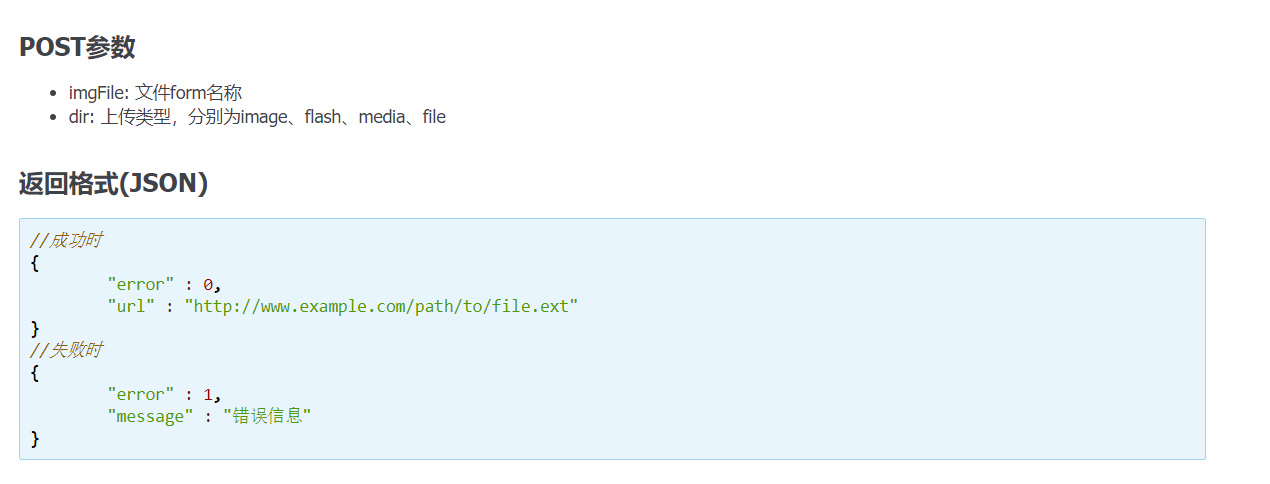 POST参数
imgFile: 文件form名称
dir: 上传类型，分别为image、flash、media、file
返回格式(JSON)
//成功时
{
"error" : 0,
"url" : "http://www.example.com/path/to/file.ext"
}
//失败时
{
"error" : 1,
"message" : "错误信息"
}